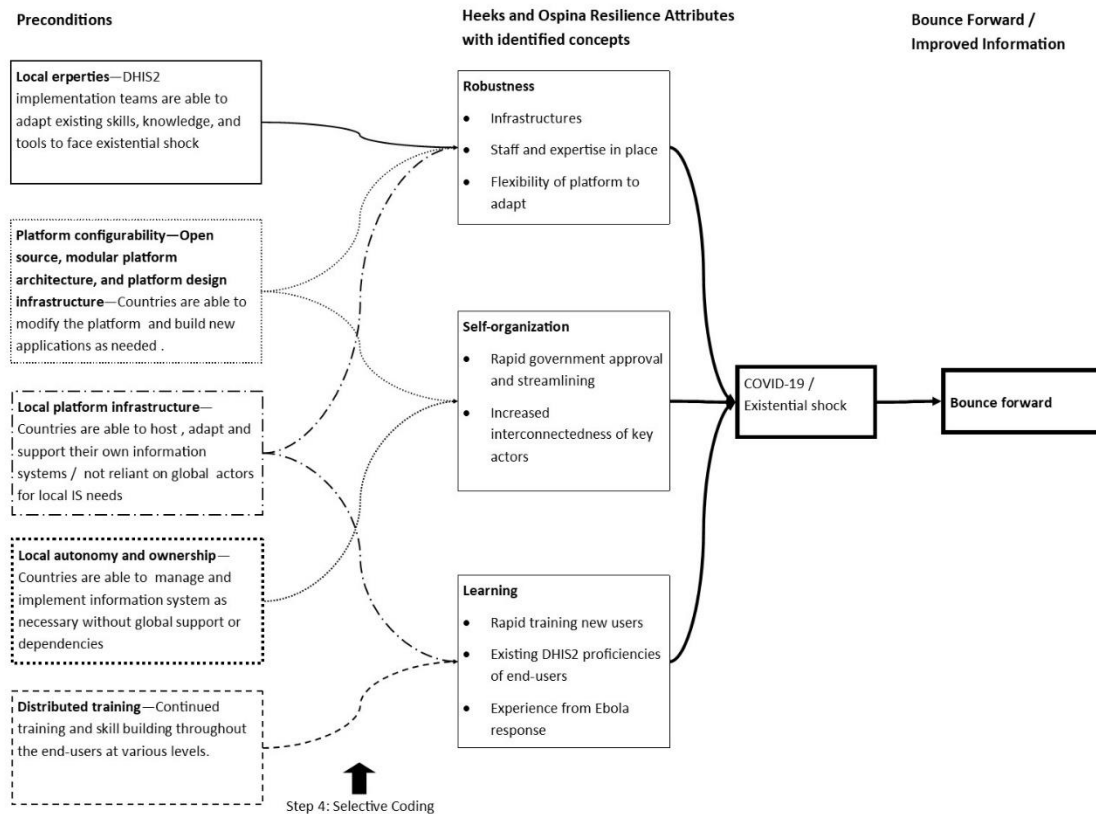 Preconditions
Heeks and Ospina Resilience Attributes
with identified concepts
Bounce Forward /
Improved Information
Local erperties—DHIS2
implementation teams are able to
adapt existing skills, knowledge, and
tools to face existential shock
Platform configurability—Open
source, modular platform
architecture, and platform design
infrastructure—Countries are able to
modify the platform and build new
applications as needed .
Local platform infrastructure—
Countries are able to host , adapt and
support their own information
systems / not reliant on global actors
for local IS needs
Local autonomy and ownership—
Countries are able to manage and
implement information system as
necessary without global support or
dependencies
Distributed training—Continued
training and skill building throughout
the end-users at various levels.
Robustness
• Infrastructures
• Staff and expertise in place
• Flexibility of platform to
adapt
Self-organization
• Rapid government approval
and streamlining
• Increased
interconnectedness of key
actors
Learning
• Rapid training new users
• Existing DHIS2 proficiencies
of end-users
• Experience from Ebola
response
COVID-19 /
Existential shock
Bounce forward
Step 4: Selective Coding